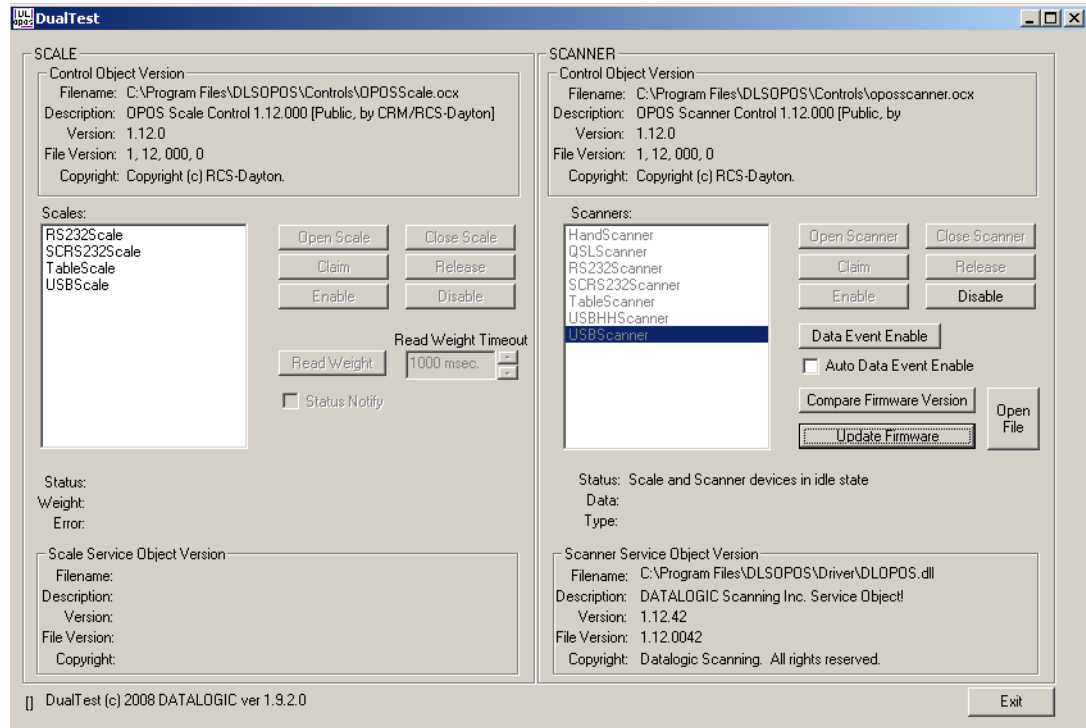 UL
opos
DualTest
SCALE
Control Object Version
Filename: C:\Program Files\DLSOPOS\Controls\OPOSScale.ocx
Description: OPOS Scale Control 1.12.000 [Public, by CRM/RCS-Dayton]
Version: 1.12.0
File Version: 1, 12, 000, 0
Copyright: Copyright (c) RCS-Dayton.
Scales:
RS232Scale
SCRS232Scale
TableScale
USBScale
Open Scale
Close Scale
Claim
Release
Enable
Disable
Read Weight Timeout
Read Weight
1000 msec.
Status Notify
Status:
Weight:
Error:
Scale Service Object Version
Filename:
Description:
Version:
File Version:
Copyright:
SCANNER
Control Object Version
Filename: C:\Program Files\DLSOPOS\Controls\oposscanner.ocx
Description: OPOS Scanner Control 1.12.000 [Public, by
Version: 1.12.0
File Version: 1, 12, 000, 0
Copyright: Copyright (c) RCS-Dayton.
Scanners:
HandScanner
QSLScanner
RS232Scanner
SCRS232Scanner
TableScanner
USBHHScanner
USBScanner
Open Scanner
Close Scanner
Claim
Release
Enable
Disable
Data Event Enable
Auto Data Event Enable
Compare Firmware Version
Update Firmware
Open
File
Status: Scale and Scanner devices in idle state
Data:
Type:
Scanner Service Object Version
Filename: C:\Program Files\DLSOPOS\Driver\DLOPOS.dll
Description: DATALOGIC Scanning Inc. Service Object!
Version: 1.12.42
File Version: 1.12.0042
Copyright: Datalogic Scanning. All rights reserved.
[] DualTest (c) 2008 DATALOGIC ver 1.9.2.0
Exit